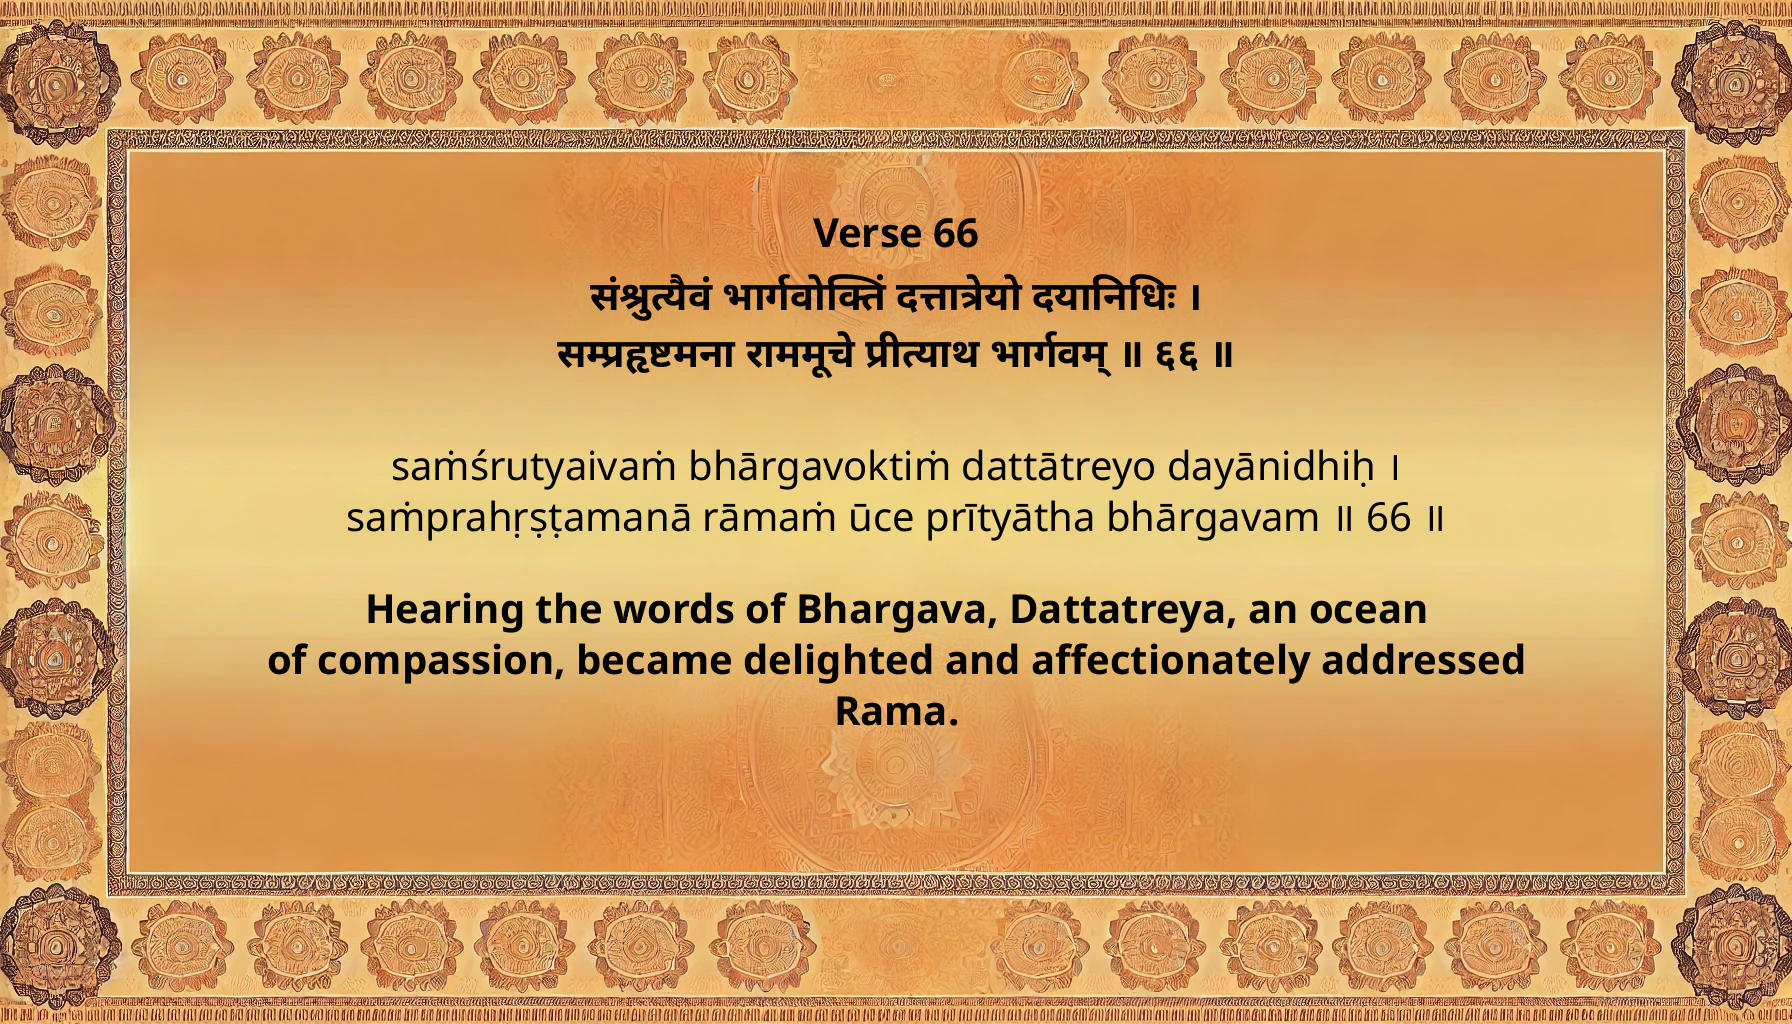 Verse 66
संश्रुत्यैवं भार्गवोक्तिं दत्तात्रेयो दयानिधिः ।
सम्प्रहृष्टमना राममूचे प्रीत्याथ भार्गवम् ॥ ६६ ॥
saṁśrutyaivaṁ bhārgavoktiṁ dattātreyo dayānidhiḥ ।
saṁprahṛṣṭamanā rāmaṁ ūce prītyātha bhārgavam ॥ 66 ॥
Hearing the words of Bhargava, Dattatreya, an ocean
of compassion, became delighted and affectionately addressed
Rama.